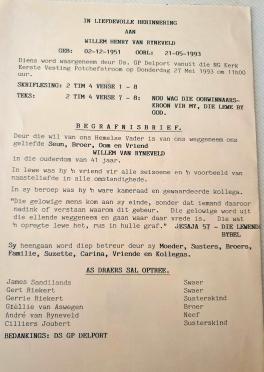 IN LIEFDEVOLLE HERINNERING
AAN
WILLEM HENRY VAN RYNEVELD
GEB: 02-12-1951 OORL: 21-05-1993
Diens word waargeneem deur Ds. GP Delport vanuit die NG Kerk
Eerste Vesting Potchefstroom op Donderdag 27 Mei 1993 om 11h00
uur.
SKRIFLESING: 2 TIM 4 VERSE 1 - 8
TEKS: 2 TIM 4 VERSE 7 - 8: NOU WAG DIE OORWINNAARS-
KROON VIR MY, DIE LEWE BY
GOD.
BEGRAFNISBRIEF.
Deur die wil van ons Hemelse Vader is van ons weggeneem ons
geliefde Seun, Broer, Oom en Vriend
WILLEM VAN RYNEVELD
in die ouderdom van 41 jaar.
In lewe was hy 'n vriend vir alle seisoene en 'n voorbeeld van
naasteliefde in alle omstandighede.
In sy beroep was hy 'n ware kameraad en gewaardeerde kollega.
"Die gelowige mens kom aan sy einde, sonder dat iemand daaroor
nadink of verstaan waarom dit gebeur. Die gelowige word uit
die ellende weggeneem en gaan waar daar vrede is. Die wat
'n opregte lewe het, rus in hulle graf." JESAJA 57 - DIE LEWENDE
BYBEL
Sy heengaan word diep betreur deur sy Moeder, Susters, Broers,
Familie, Suzette, Carina, Vriende en Kollegas.
AS DRAERS SAL OPTREE.
James Sandilands Swaer
Gert Riekert Swaer
Gerrie Riekert Susterskind
Grellie van Aswegen Broer
André van Ryneveld Neef
Cilliers Joubert Susterskind
BEDANKINGS: DS GP DELPORT